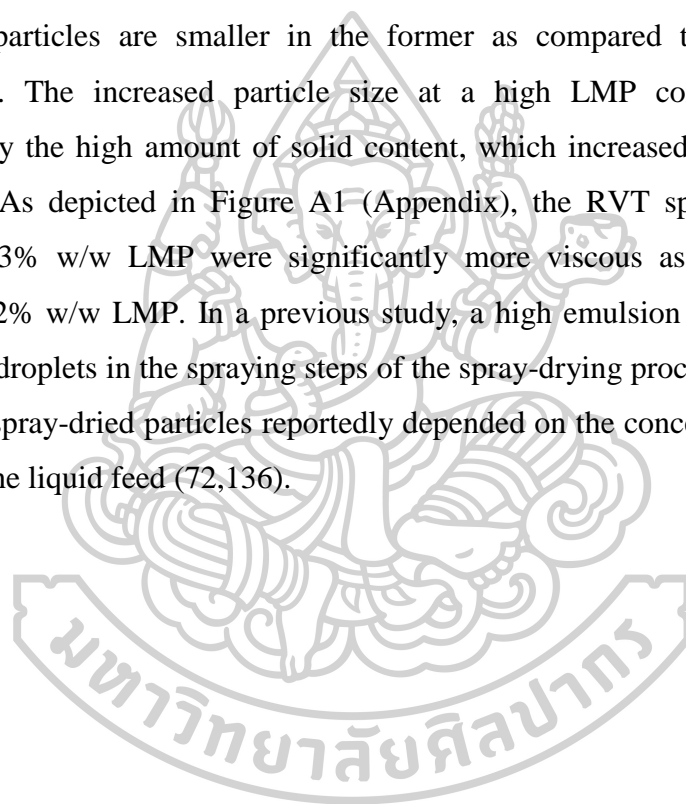 particles are smaller in the former as compared t
. The increased particle size at a high LMP co
y the high amount of solid content, which increased
As depicted in Figure A1 (Appendix), the RVT sp
3% w/w LMP were significantly more viscous as
2% w/w LMP. In a previous study, a high emulsion
droplets in the spraying steps of the spray-drying proc
spray-dried particles reportedly depended on the conc
ne liquid feed (72,136).
มหาวิทยาลัยศิลปากร